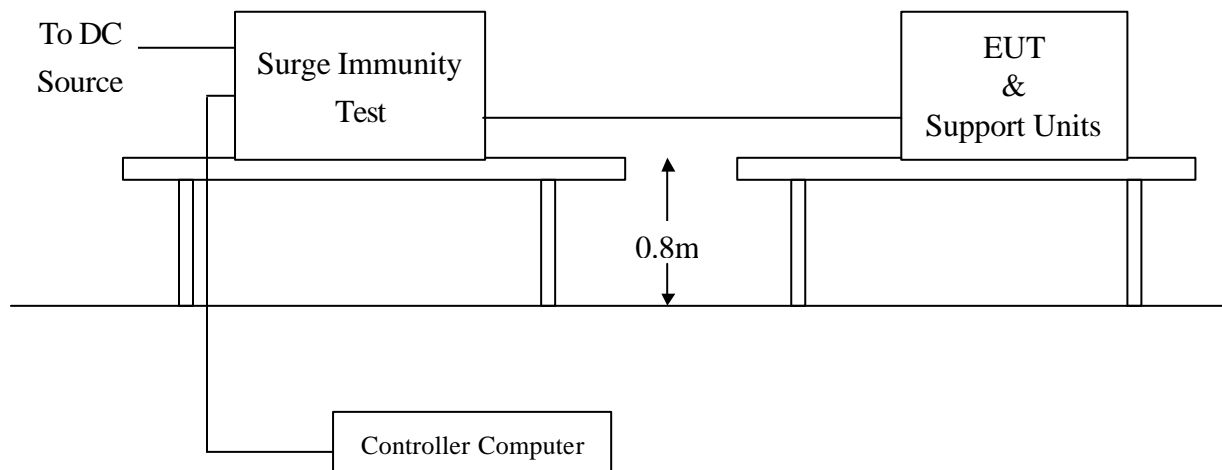 To DC
Source
Surge Immunity
Test
EUT
&
Support Units
0.8m
Controller Computer